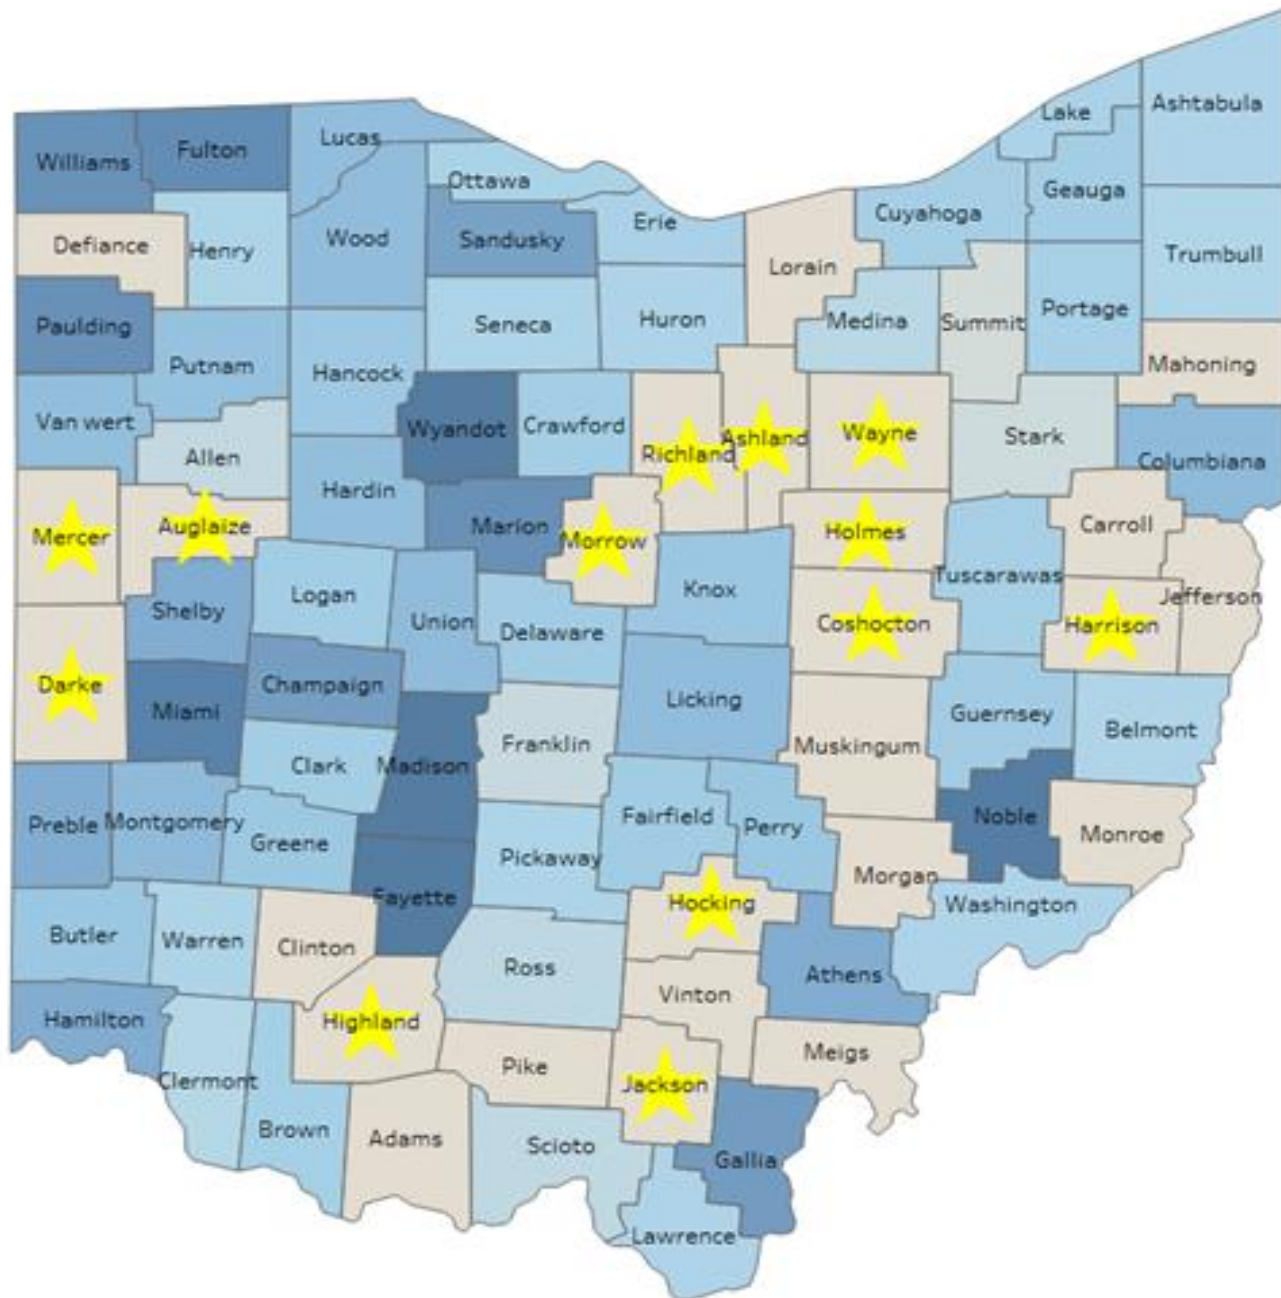 Ashtabula
Lake
Lucas
Fulton
Williams
Ottawa
Geauga
Cuyahoga
Erie
Wood
Sandusky
Defiance
Henry
Trumbull
Lorain
Portage
Huron
Medina
Summit
Seneca
Paulding
Putnam
Mahoning
Hancock
Van wert
Crawford
Wyandot
Wayne
Ashland
Stark
Richland
Allen
Columbiana
Hardin
Carroll
Auglaize
Marion
Holmes
Mercer
Morrow
Tuscarawas
Knox
Logan
Jefferson
Shelby
Union
Coshocton
Harrison
Delaware
Darke
Champaign
Licking
Miami
Guernsey
Belmont
Franklin
Muskingum
Clark
Madison
Noble
Fairfield
Montgomery
Preble
Perry
Monroe
Greene
Pickaway
Morgan
Fayette
Hocking
Washington
Butler
Warren
Clinton
Ross
Athens
Vinton
Hamilton
Highland
Meigs
Pike
Clermont
Jackson
Brown
Adams
Scioto
Gallia
Lawrence